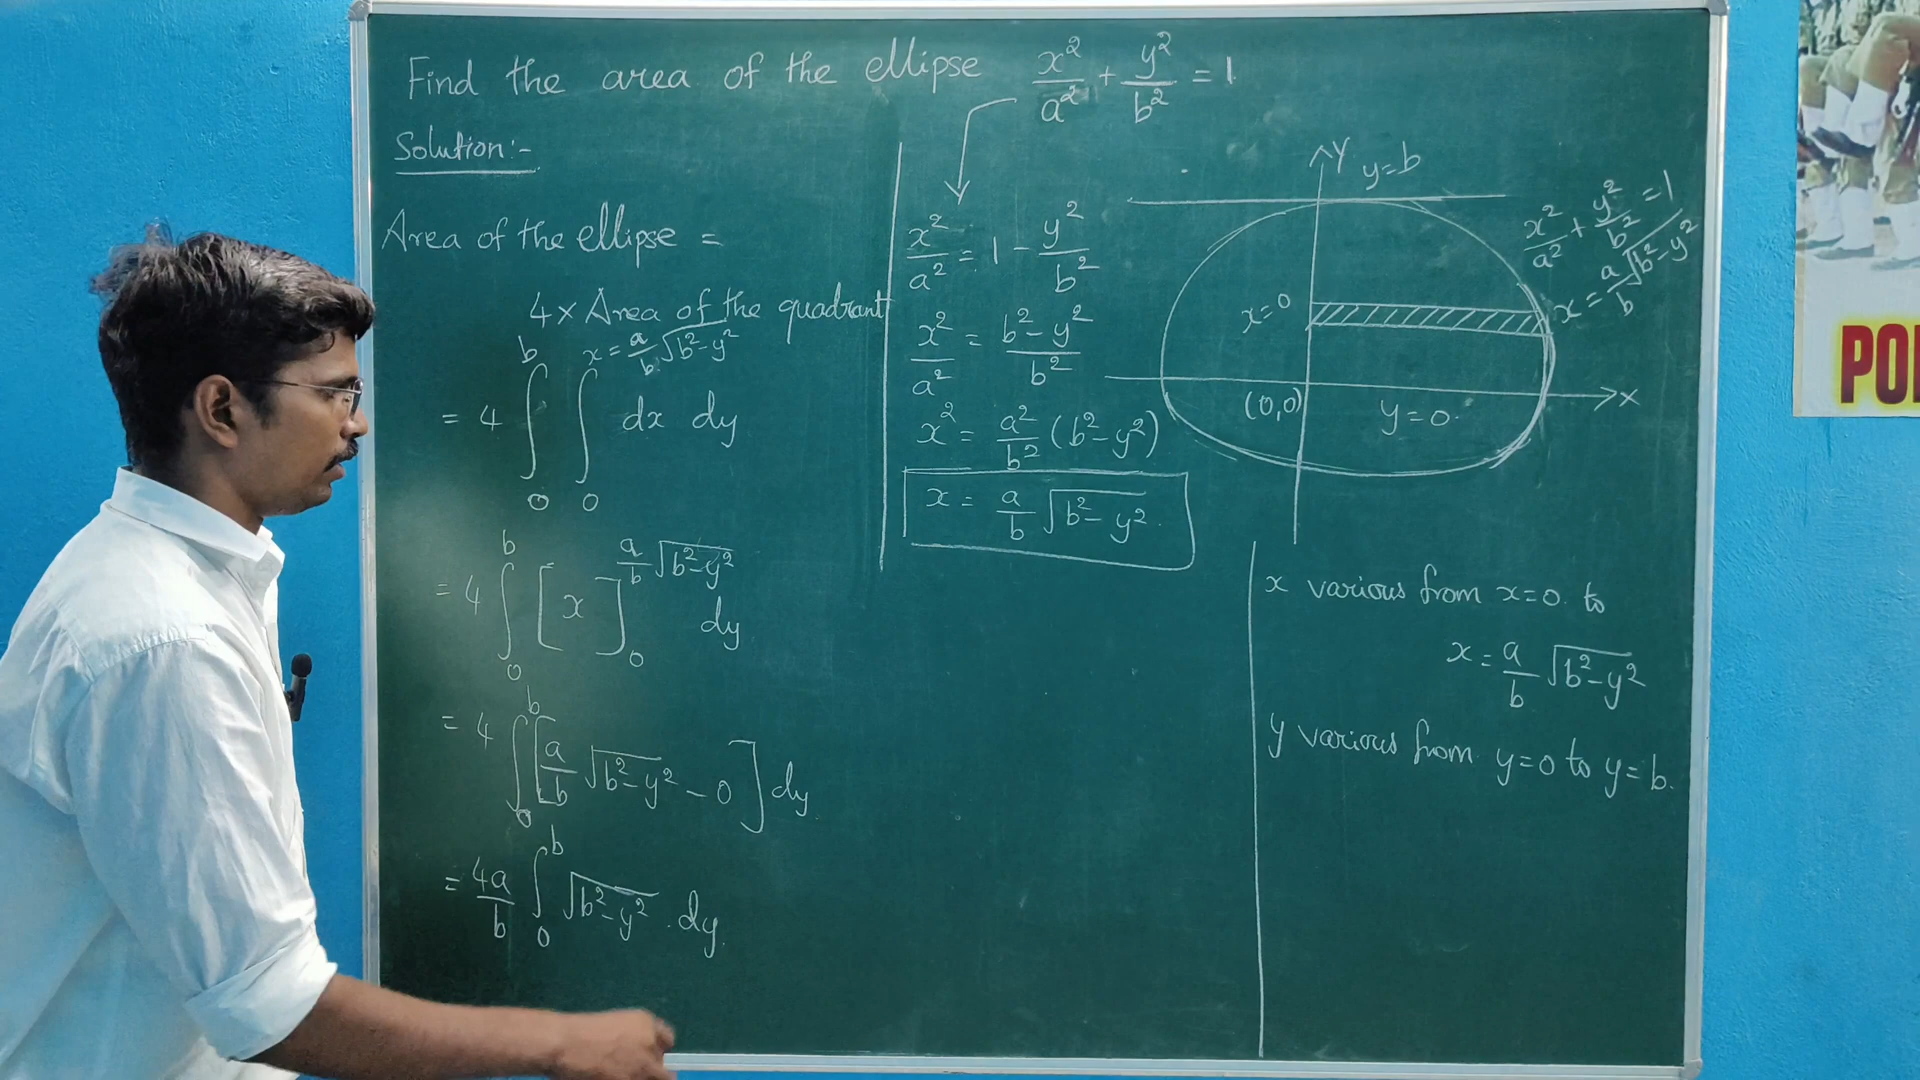 Find the area of the ellipse x²/a² + y²/b² = 1
Solution:-
Area of the ellipse =
4 × Area of the quadrant
= 4 ∫₀^b ∫₀^(x = a/b √(b²-y²)) dx dy
= 4 ∫₀^b [x]₀^(a/b √(b²-y²)) dy
= 4 ∫₀^b [a/b √(b²-y²) - 0] dy
= 4a/b ∫₀^b √(b²-y²) . dy
x²/a² = 1 - y²/b²
x²/a² = b²-y²/b²
x² = a²/b² (b²-y²)
x = a/b √(b²-y²)
Y
y=b
x²/a² + y²/b² = 1
x = a/b √(b²-y²)
x=0
(0,0)
y=0
x
x various from x=0 to
x = a/b √(b²-y²)
y various from y=0 to y=b.